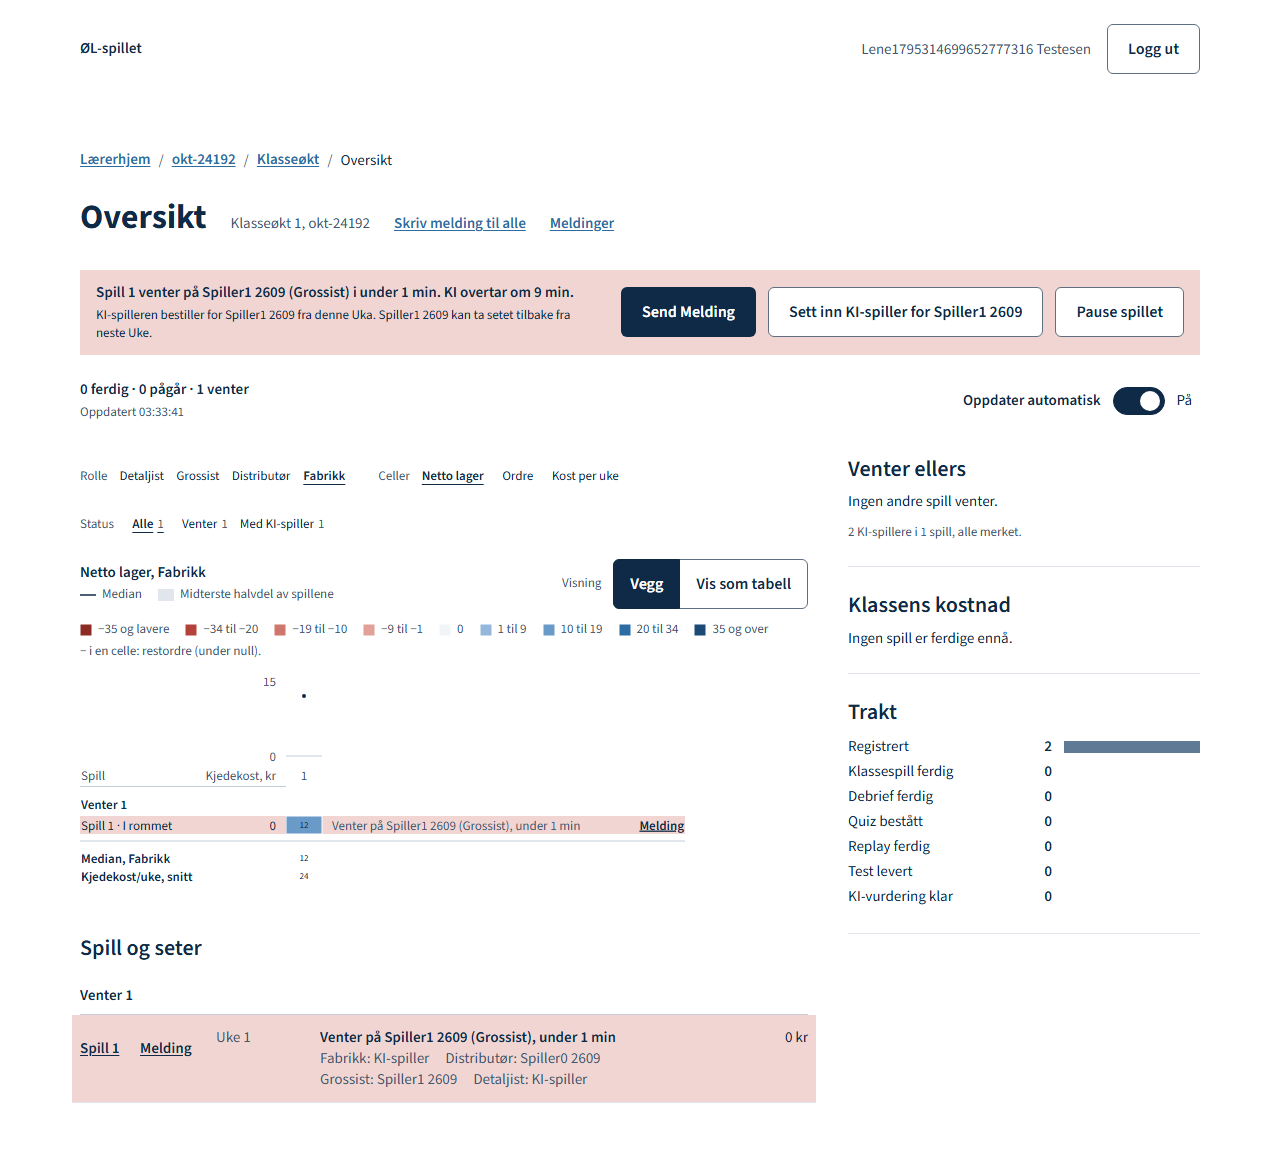 ØL-spillet
Lene1795314699652777316 Testesen
Logg ut
Lærerhjem / okt-24192 / Klasseøkt / Oversikt
Oversikt
Klasseøkt 1, okt-24192
Skriv melding til alle
Meldinger
Spill 1 venter på Spiller1 2609 (Grossist) i under 1 min. KI overtar om 9 min.
KI-spilleren bestiller for Spiller1 2609 fra denne Uka. Spiller1 2609 kan ta setet tilbake fra
neste Uke.
Send Melding
Sett inn KI-spiller for Spiller1 2609
Pause spillet
0 ferdig · 0 pågår · 1 venter
Oppdatert 03:33:41
Oppdater automatisk
På
Rolle Detaljist Grossist Distributør Fabrikk
Celler Netto lager Ordre Kost per uke
Status Alle 1 Venter 1 Med KI-spiller 1
Netto lager, Fabrikk
Median
Midterste halvdel av spillene
Visning
Vegg
Vis som tabell
−35 og lavere −34 til −20 −19 til −10 −9 til −1 0 1 til 9 10 til 19 20 til 34 35 og over
− i en celle: restordre (under null).
15
0
Spill Kjedekost, kr 1
Venter 1
Spill 1 · I rommet 0 12 Venter på Spiller1 2609 (Grossist), under 1 min Melding
Median, Fabrikk 12
Kjedekost/uke, snitt 24
Spill og seter
Venter 1
Spill 1
Melding
Uke 1
Venter på Spiller1 2609 (Grossist), under 1 min
0 kr
Fabrikk: KI-spiller Distributør: Spiller0 2609
Grossist: Spiller1 2609 Detaljist: KI-spiller
Venter ellers
Ingen andre spill venter.
2 KI-spillere i 1 spill, alle merket.
Klassens kostnad
Ingen spill er ferdige ennå.
Trakt
Registrert 2
Klassespill ferdig 0
Debrief ferdig 0
Quiz bestått 0
Replay ferdig 0
Test levert 0
KI-vurdering klar 0